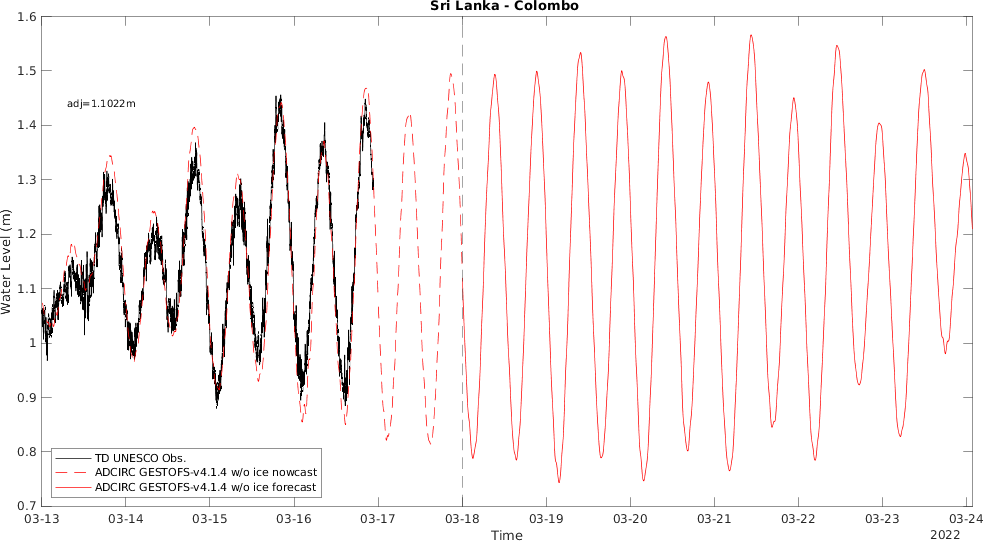 Sri Lanka - Colombo
1.6
1.5
1.4
1.3
1.2
1.1
1
0.9
0.8
0.7
Water Level (m)
adj=1.1022m
TD UNESCO Obs.
ADCIRC GESTOFS-v4.1.4 w/o ice nowcast
ADCIRC GESTOFS-v4.1.4 w/o ice forecast
03-13 03-14 03-15 03-16 03-17 03-18 03-19 03-20 03-21 03-22 03-23 03-24
Time
2022